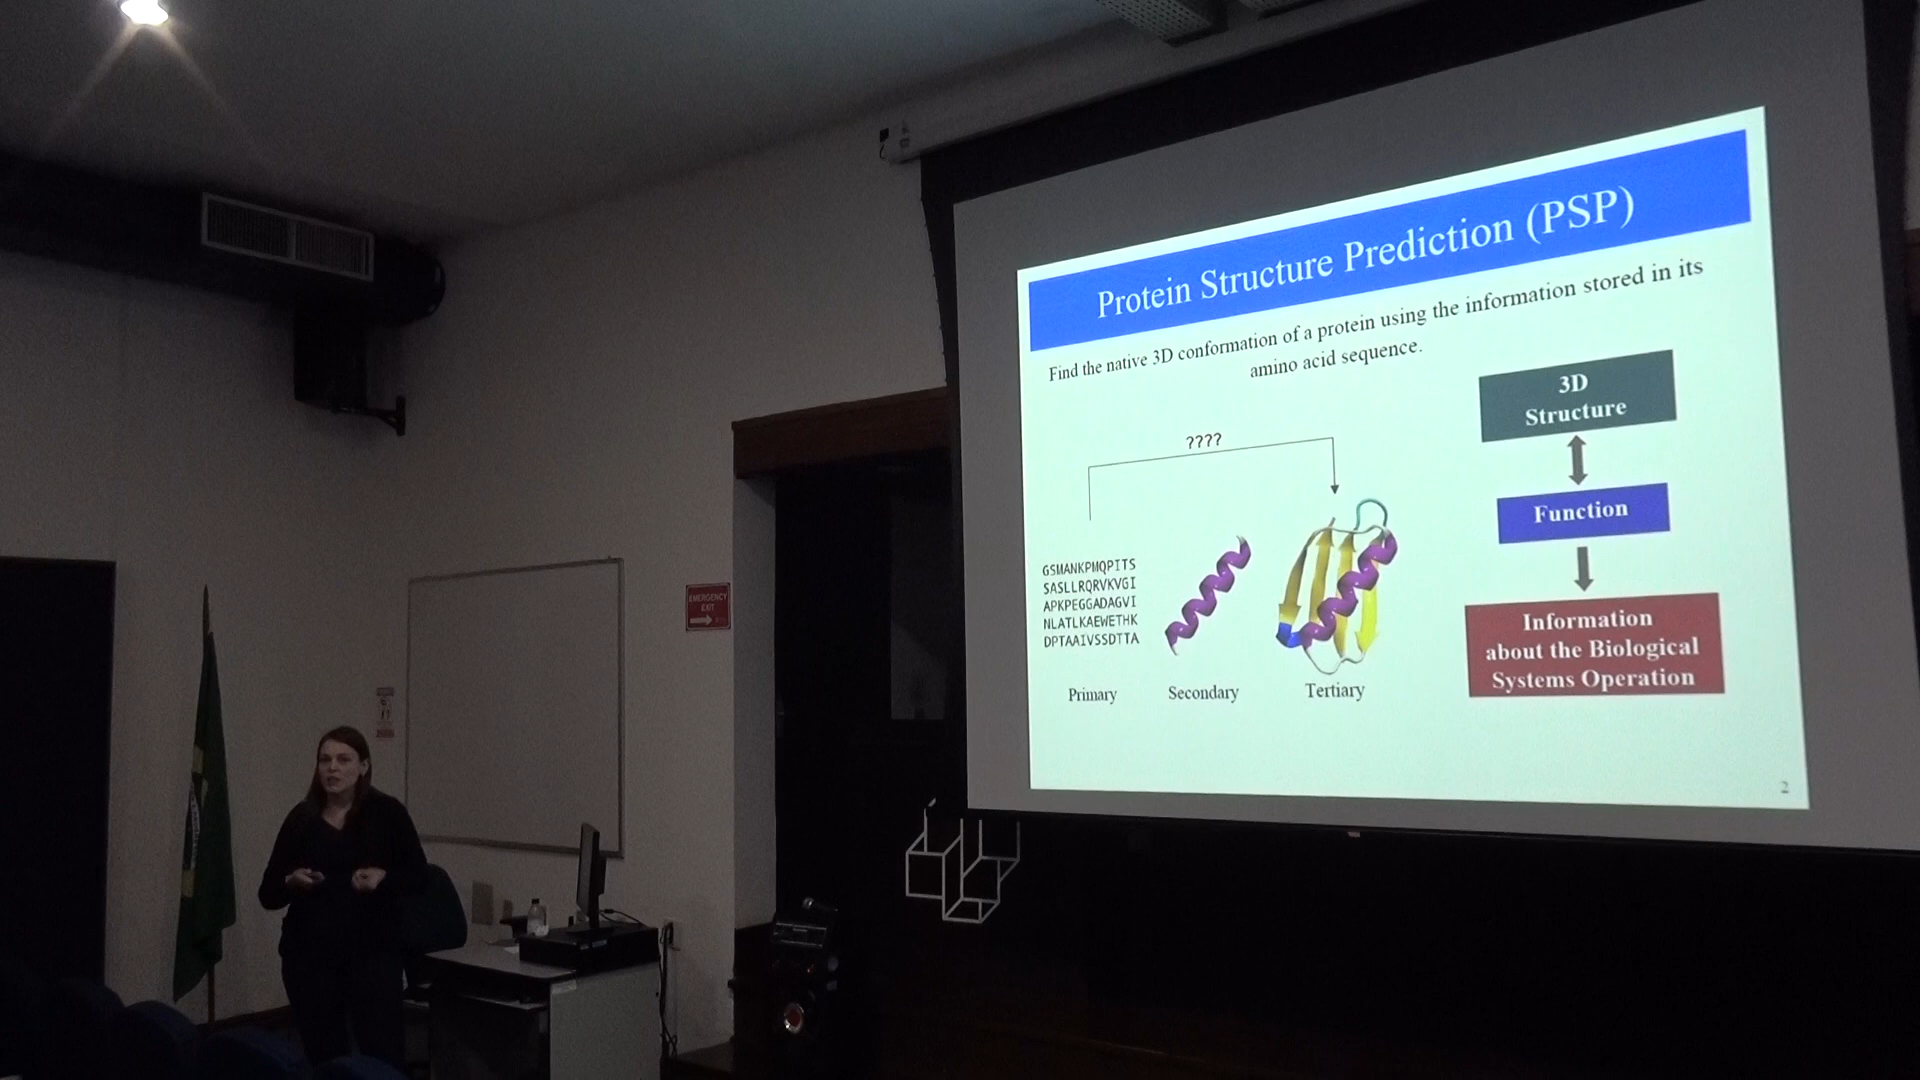 Protein Structure Prediction (PSP)
Find the native 3D conformation of a protein using the information stored in its
amino acid sequence.
????
GSMANKPMQPITS
SASLLRQRVKVGI
APKPEGGADAGVI
NLATLKAEWETHK
DPTAAIVSSDTTA
Primary
Secondary
Tertiary
3D
Structure
Function
Information
about the Biological
Systems Operation
2
EMERGENCY
EXIT